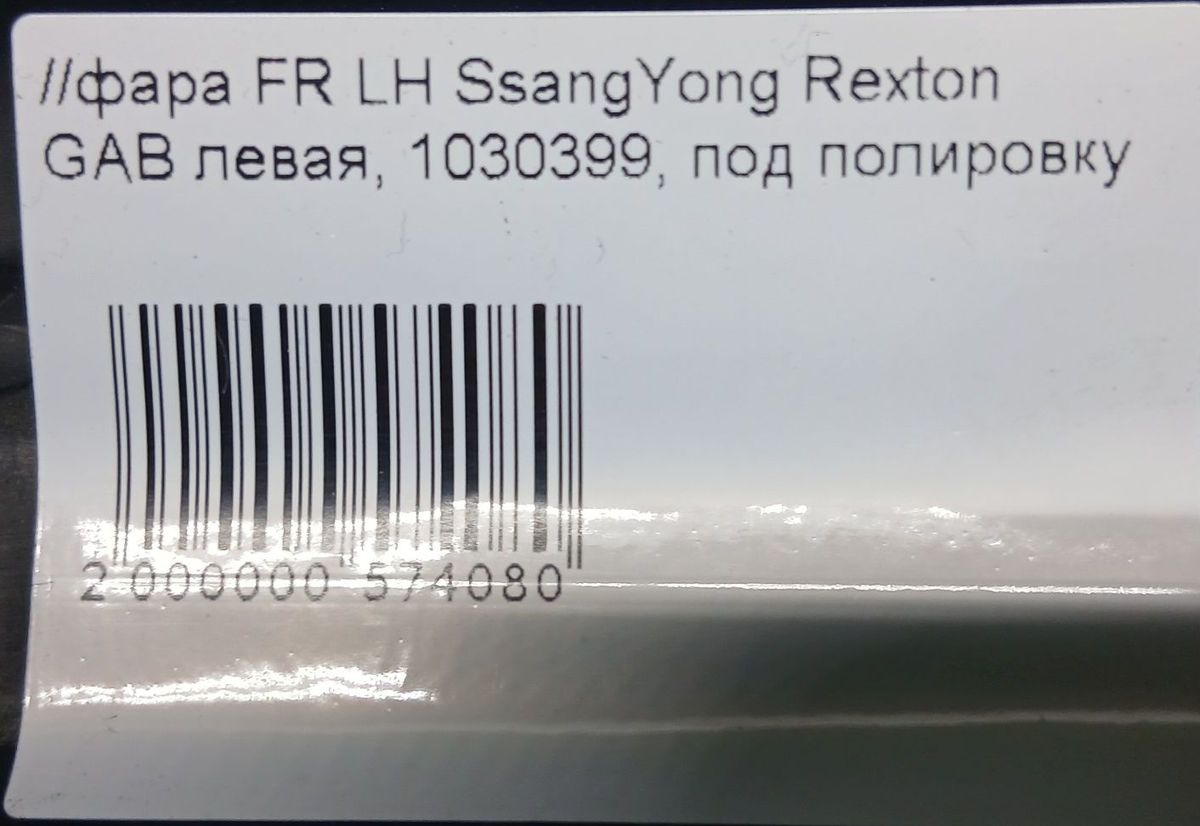 //фара FR LH SsangYong Rexton
GAB левая, 1030399, под полировку
2 000000 574080